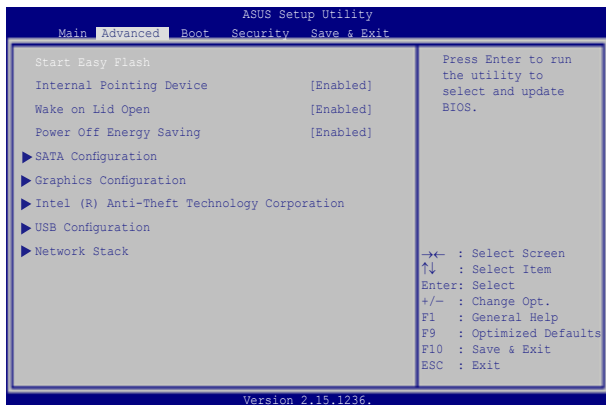 ASUS Setup Utility
Main Advanced Boot Security Save & Exit
Start Easy Flash
Internal Pointing Device [Enabled]
Wake on Lid Open [Enabled]
Power Off Energy Saving [Enabled]
SATA Configuration
Graphics Configuration
Intel (R) Anti-Theft Technology Corporation
USB Configuration
Network Stack
Press Enter to run
the utility to
select and update
BIOS.
→← : Select Screen
↑↓ : Select Item
Enter: Select
+/— : Change Opt.
F1 : General Help
F9 : Optimized Defaults
F10 : Save & Exit
ESC : Exit
Version 2.15.1236.